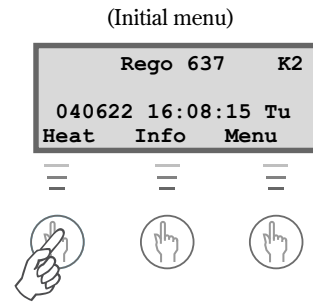 (Initial menu)
Rego 637 K2
040622 16:08:15 Tu
Heat Info Menu